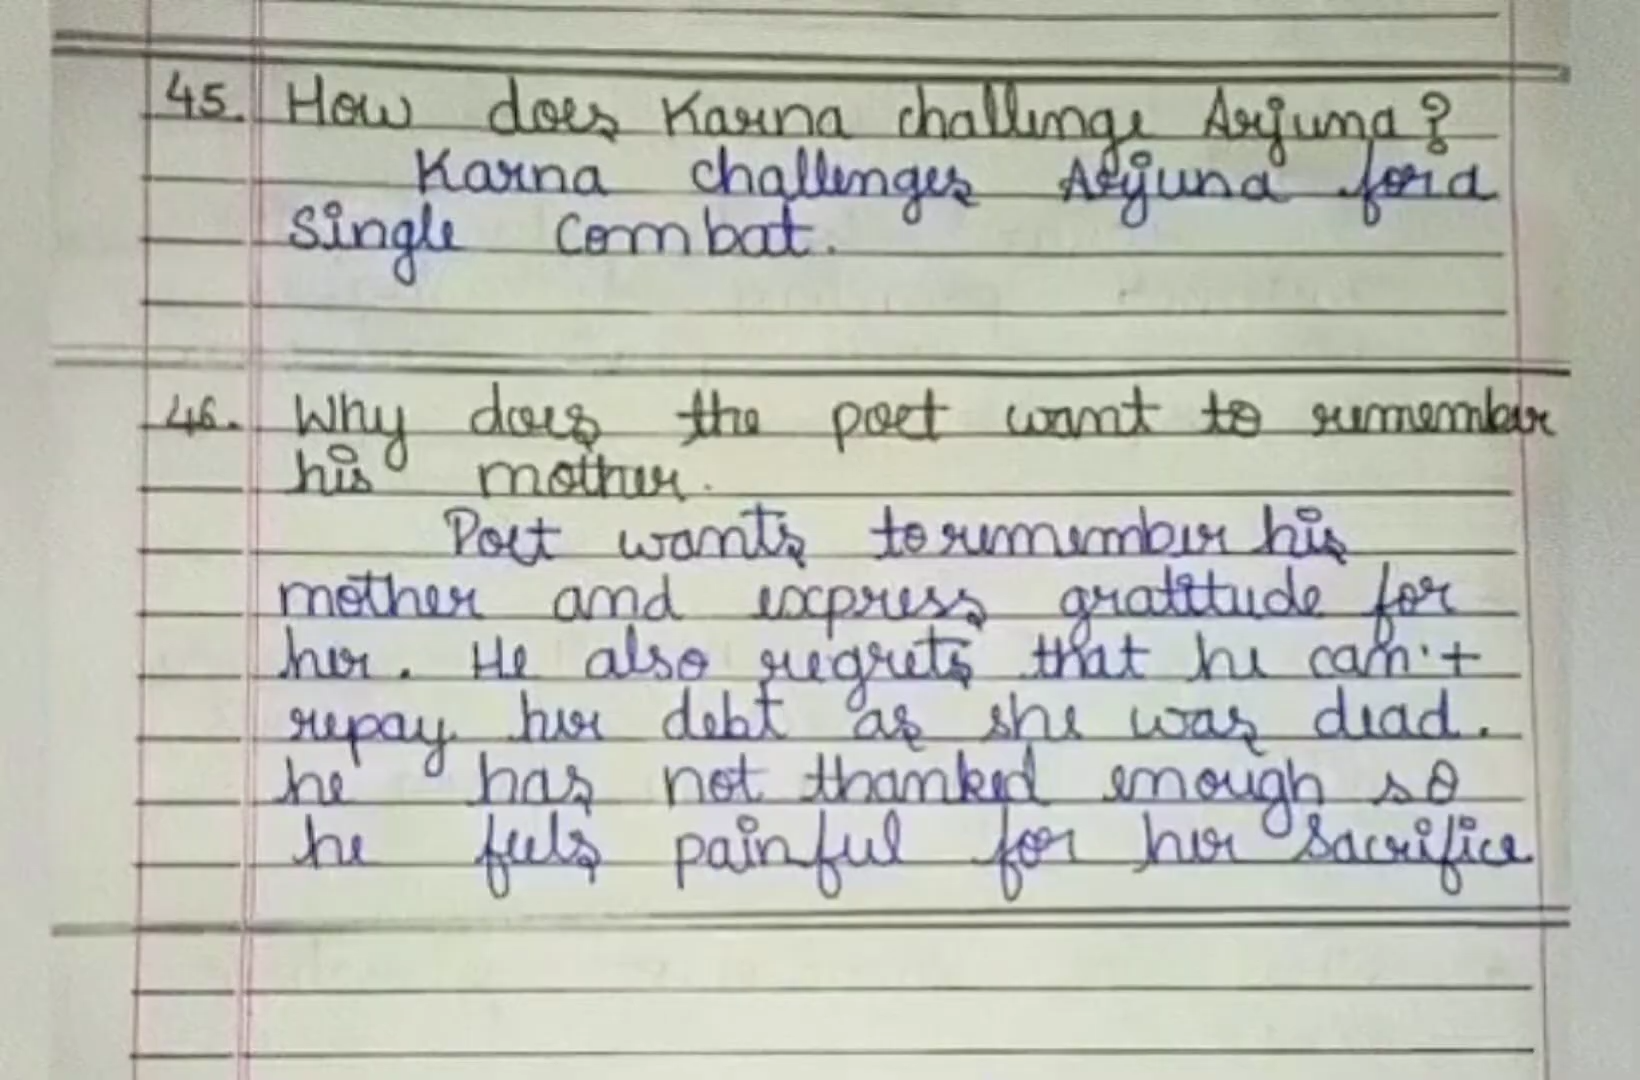 45. How does Karna challenge Arjuna?
Karna challenges Arjuna for a
single combat.
46. Why does the poet want to remember
his mother.
Poet wants to remember his
mother and express gratitude for
her. He also regrets that he can't
repay her debt as she was dead.
he has not thanked enough so
he feels painful for her sacrifice